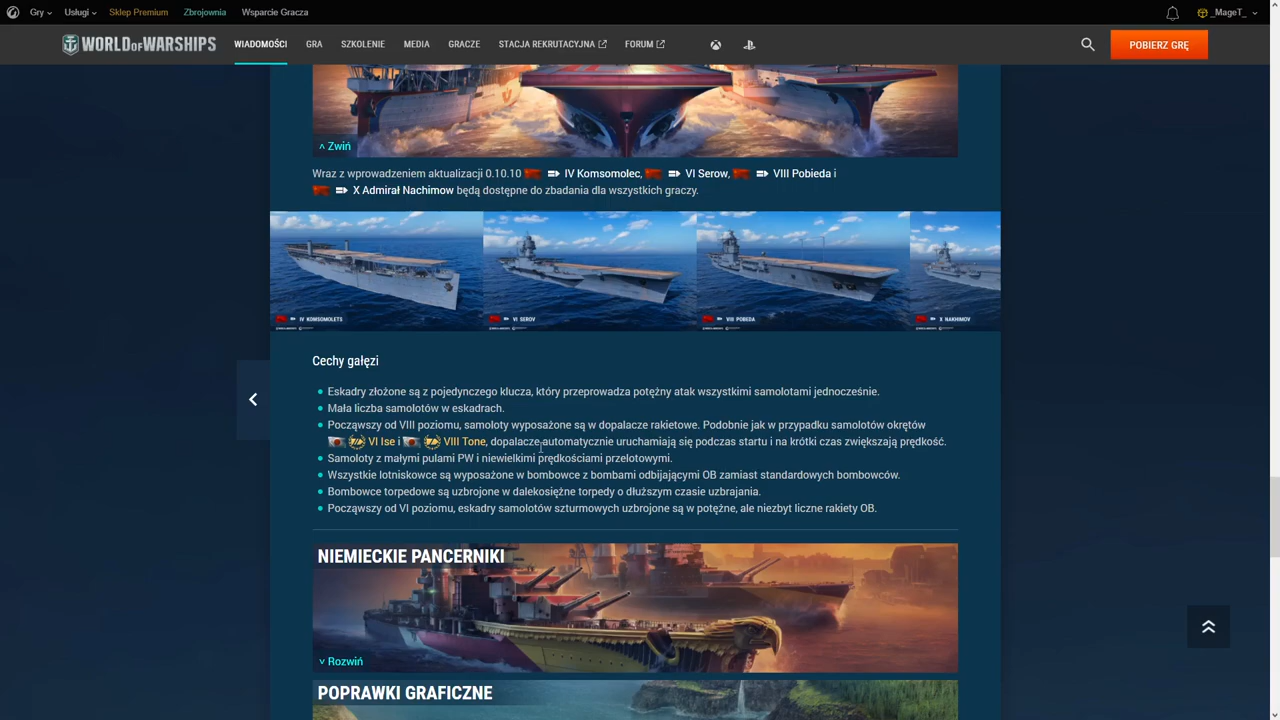 Gry
Usługi
Sklep Premium
Zbrojownia
Wsparcie Gracza
_MageT_
WORLD OF WARSHIPS
WIADOMOŚCI
GRA
SZKOLENIE
MEDIA
GRACZE
STACJA REKRUTACYJNA
FORUM
POBIERZ GRĘ
^ Zwiń
Wraz z wprowadzeniem aktualizacji 0.10.10 IV Komsomolec, VI Serow, VIII Pobieda i
X Admirał Nachimow będą dostępne do zbadania dla wszystkich graczy.
IV KOMSOMOLETS
VI SEROV
VIII POBEDA
X NAKHIMOV
Cechy gałęzi
Eskadry złożone są z pojedynczego klucza, który przeprowadza potężny atak wszystkimi samolotami jednocześnie.
Mała liczba samolotów w eskadrach.
Począwszy od VIII poziomu, samoloty wyposażone są w dopalacze rakietowe. Podobnie jak w przypadku samolotów okrętów
VI Ise i VIII Tone, dopalacze automatycznie uruchamiają się podczas startu i na krótki czas zwiększają prędkość.
Samoloty z małymi pulami PW i niewielkimi prędkościami przelotowymi.
Wszystkie lotniskowce są wyposażone w bombowce z bombami odbijającymi OB zamiast standardowych bombowców.
Bombowce torpedowe są uzbrojone w dalekosiężne torpedy o dłuższym czasie uzbrajania.
Począwszy od VI poziomu, eskadry samolotów szturmowych uzbrojone są w potężne, ale niezbyt liczne rakiety OB.
NIEMIECKIE PANCERNIKI
˅ Rozwiń
POPRAWKI GRAFICZNE